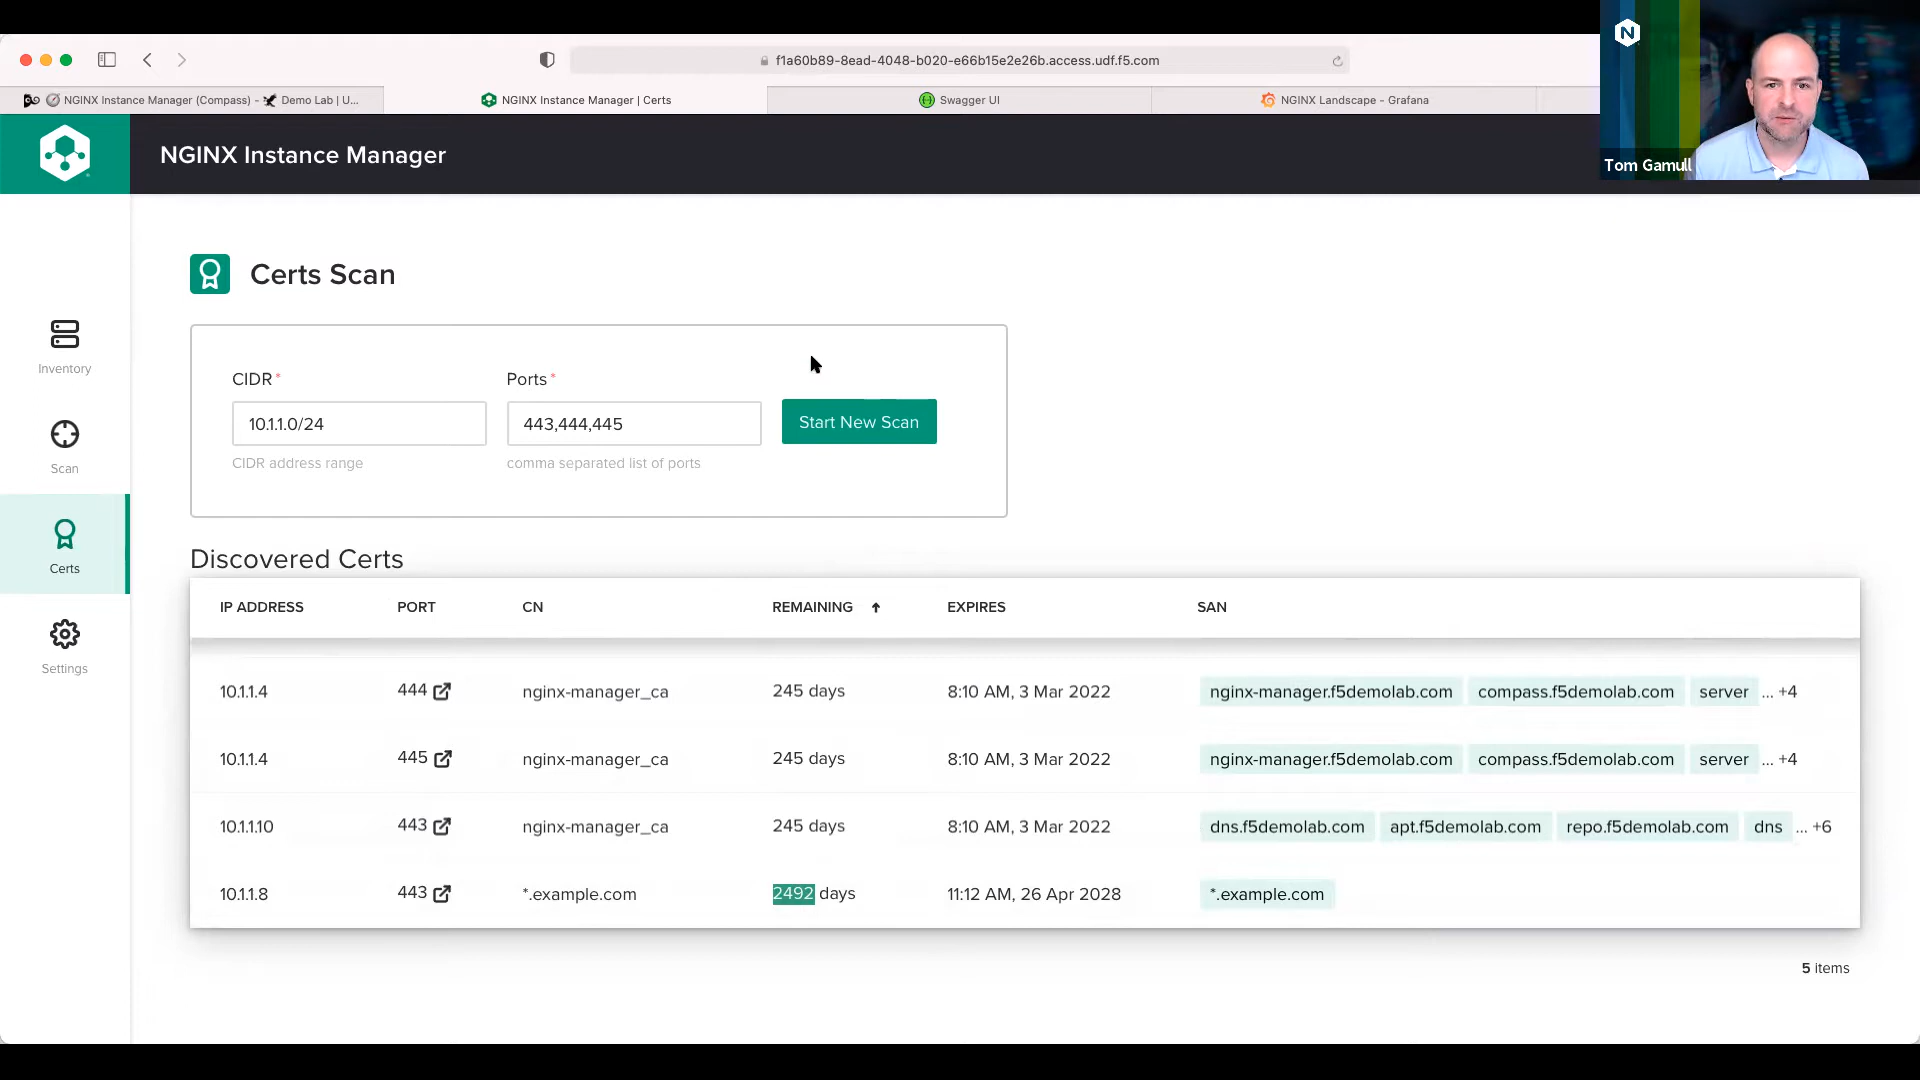 f1a60b89-8ead-4048-b020-e66b15e2e26b.access.udf.f5.com
NGINX Instance Manager (Compass) - Demo Lab | U...
NGINX Instance Manager | Certs
Swagger UI
NGINX Landscape - Grafana
N
Tom Gamull
NGINX Instance Manager
Inventory
Scan
Certs
Settings
Certs Scan
CIDR* Ports*
10.1.1.0/24 443,444,445 Start New Scan
CIDR address range comma separated list of ports
Discovered Certs
IP ADDRESS PORT CN REMAINING EXPIRES SAN
10.1.1.4 444 nginx-manager_ca 245 days 8:10 AM, 3 Mar 2022 nginx-manager.f5demolab.com compass.f5demolab.com server ... +4
10.1.1.4 445 nginx-manager_ca 245 days 8:10 AM, 3 Mar 2022 nginx-manager.f5demolab.com compass.f5demolab.com server ... +4
10.1.1.10 443 nginx-manager_ca 245 days 8:10 AM, 3 Mar 2022 dns.f5demolab.com apt.f5demolab.com repo.f5demolab.com dns ... +6
10.1.1.8 443 *.example.com 2492 days 11:12 AM, 26 Apr 2028 *.example.com
5 items